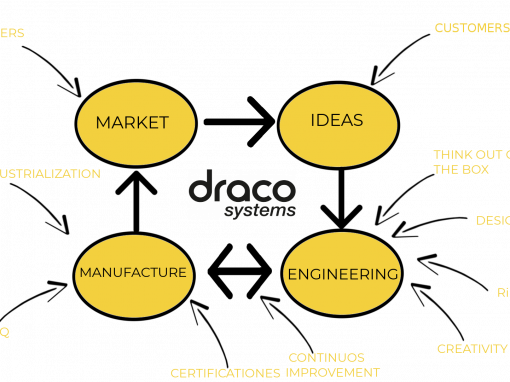 CUSTOMERS
ERS
MARKET
IDEAS
THINK OUT O
THE BOX
USTRIALIZATION
draco
systems
DESIG
MANUFACTURE
ENGINEERING
Ri
Q
CREATIVITY
CONTINUOS
CERTIFICATIONES
IMPROVEMENT